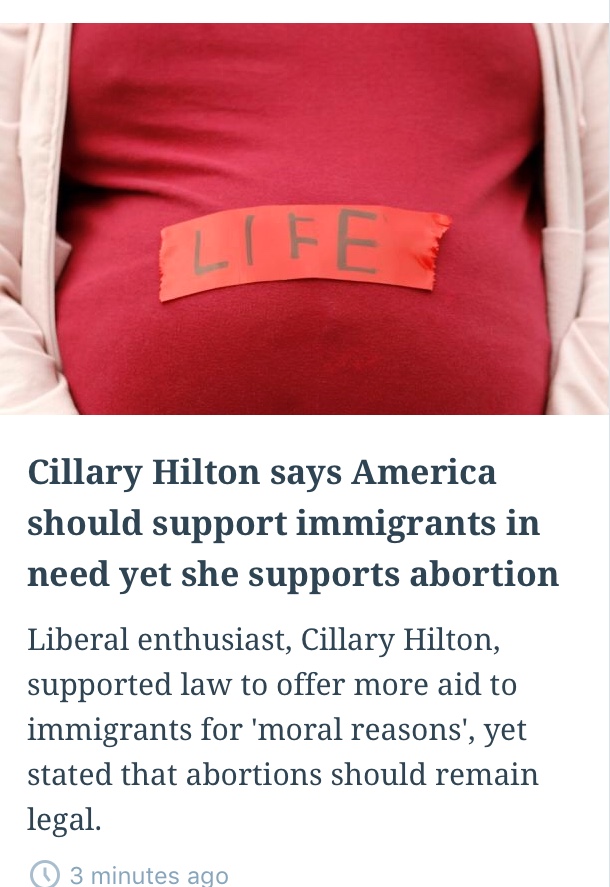 LIFE
Cillary Hilton says America
should support immigrants in
need yet she supports abortion
Liberal enthusiast, Cillary Hilton,
supported law to offer more aid to
immigrants for 'moral reasons', yet
stated that abortions should remain
legal.
3 minutes ago